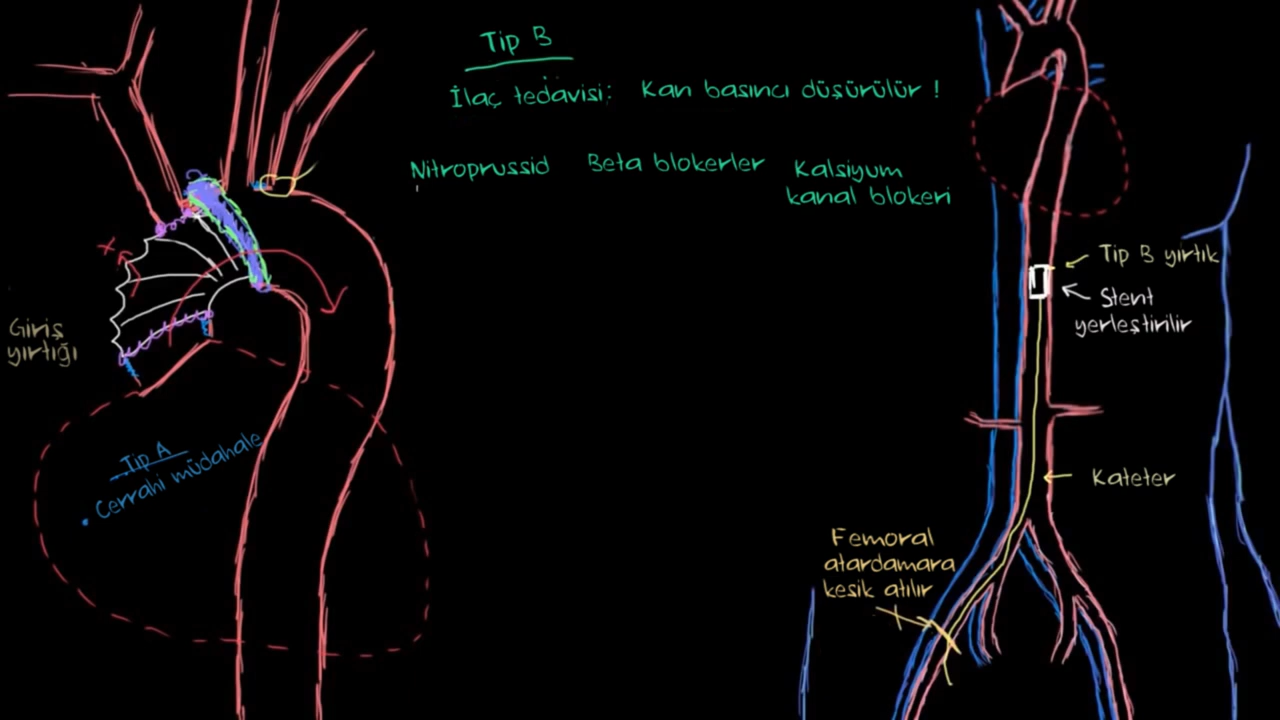 Tip B
İlaç tedavisi: Kan basıncı düşürülür !
Nitroprussid Beta blokerler Kalsiyum
kanal blokeri
Giriş
yırtığı
Tip A
• Cerrahi müdahale
Tip B yırtık
Stent
yerleştirilir
Kateter
Femoral
atardamara
kesik atılır